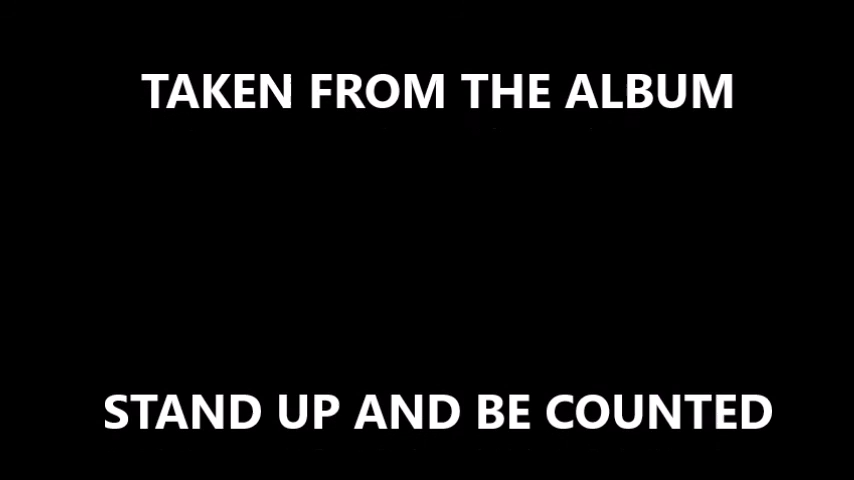 TAKEN FROM THE ALBUM
STAND UP AND BE COUNTED